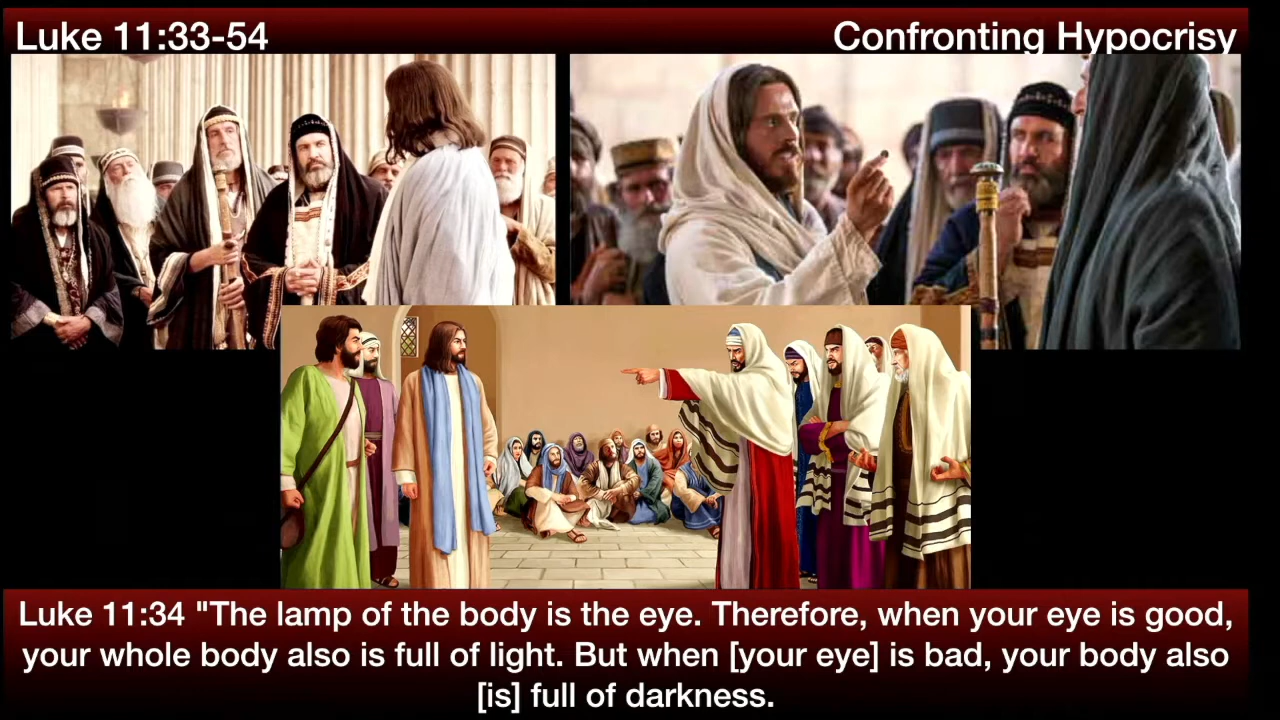 Luke 11:33-54
Confronting Hypocrisy
Luke 11:34 "The lamp of the body is the eye. Therefore, when your eye is good,
your whole body also is full of light. But when [your eye] is bad, your body also
[is] full of darkness.